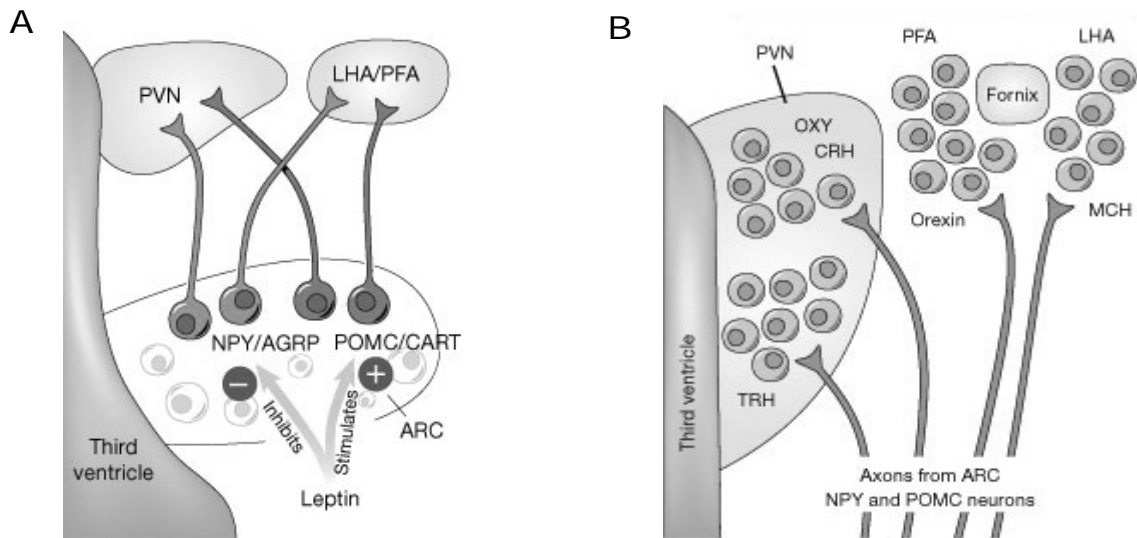 A
PVN
LHA/PFA
NPY/AGRP
POMC/CART
−
+
Inhibits
Stimulates
ARC
Third
ventricle
Leptin
B
PVN
PFA
LHA
Fornix
OXY
CRH
Orexin
MCH
TRH
Third ventricle
Axons from ARC
NPY and POMC neurons